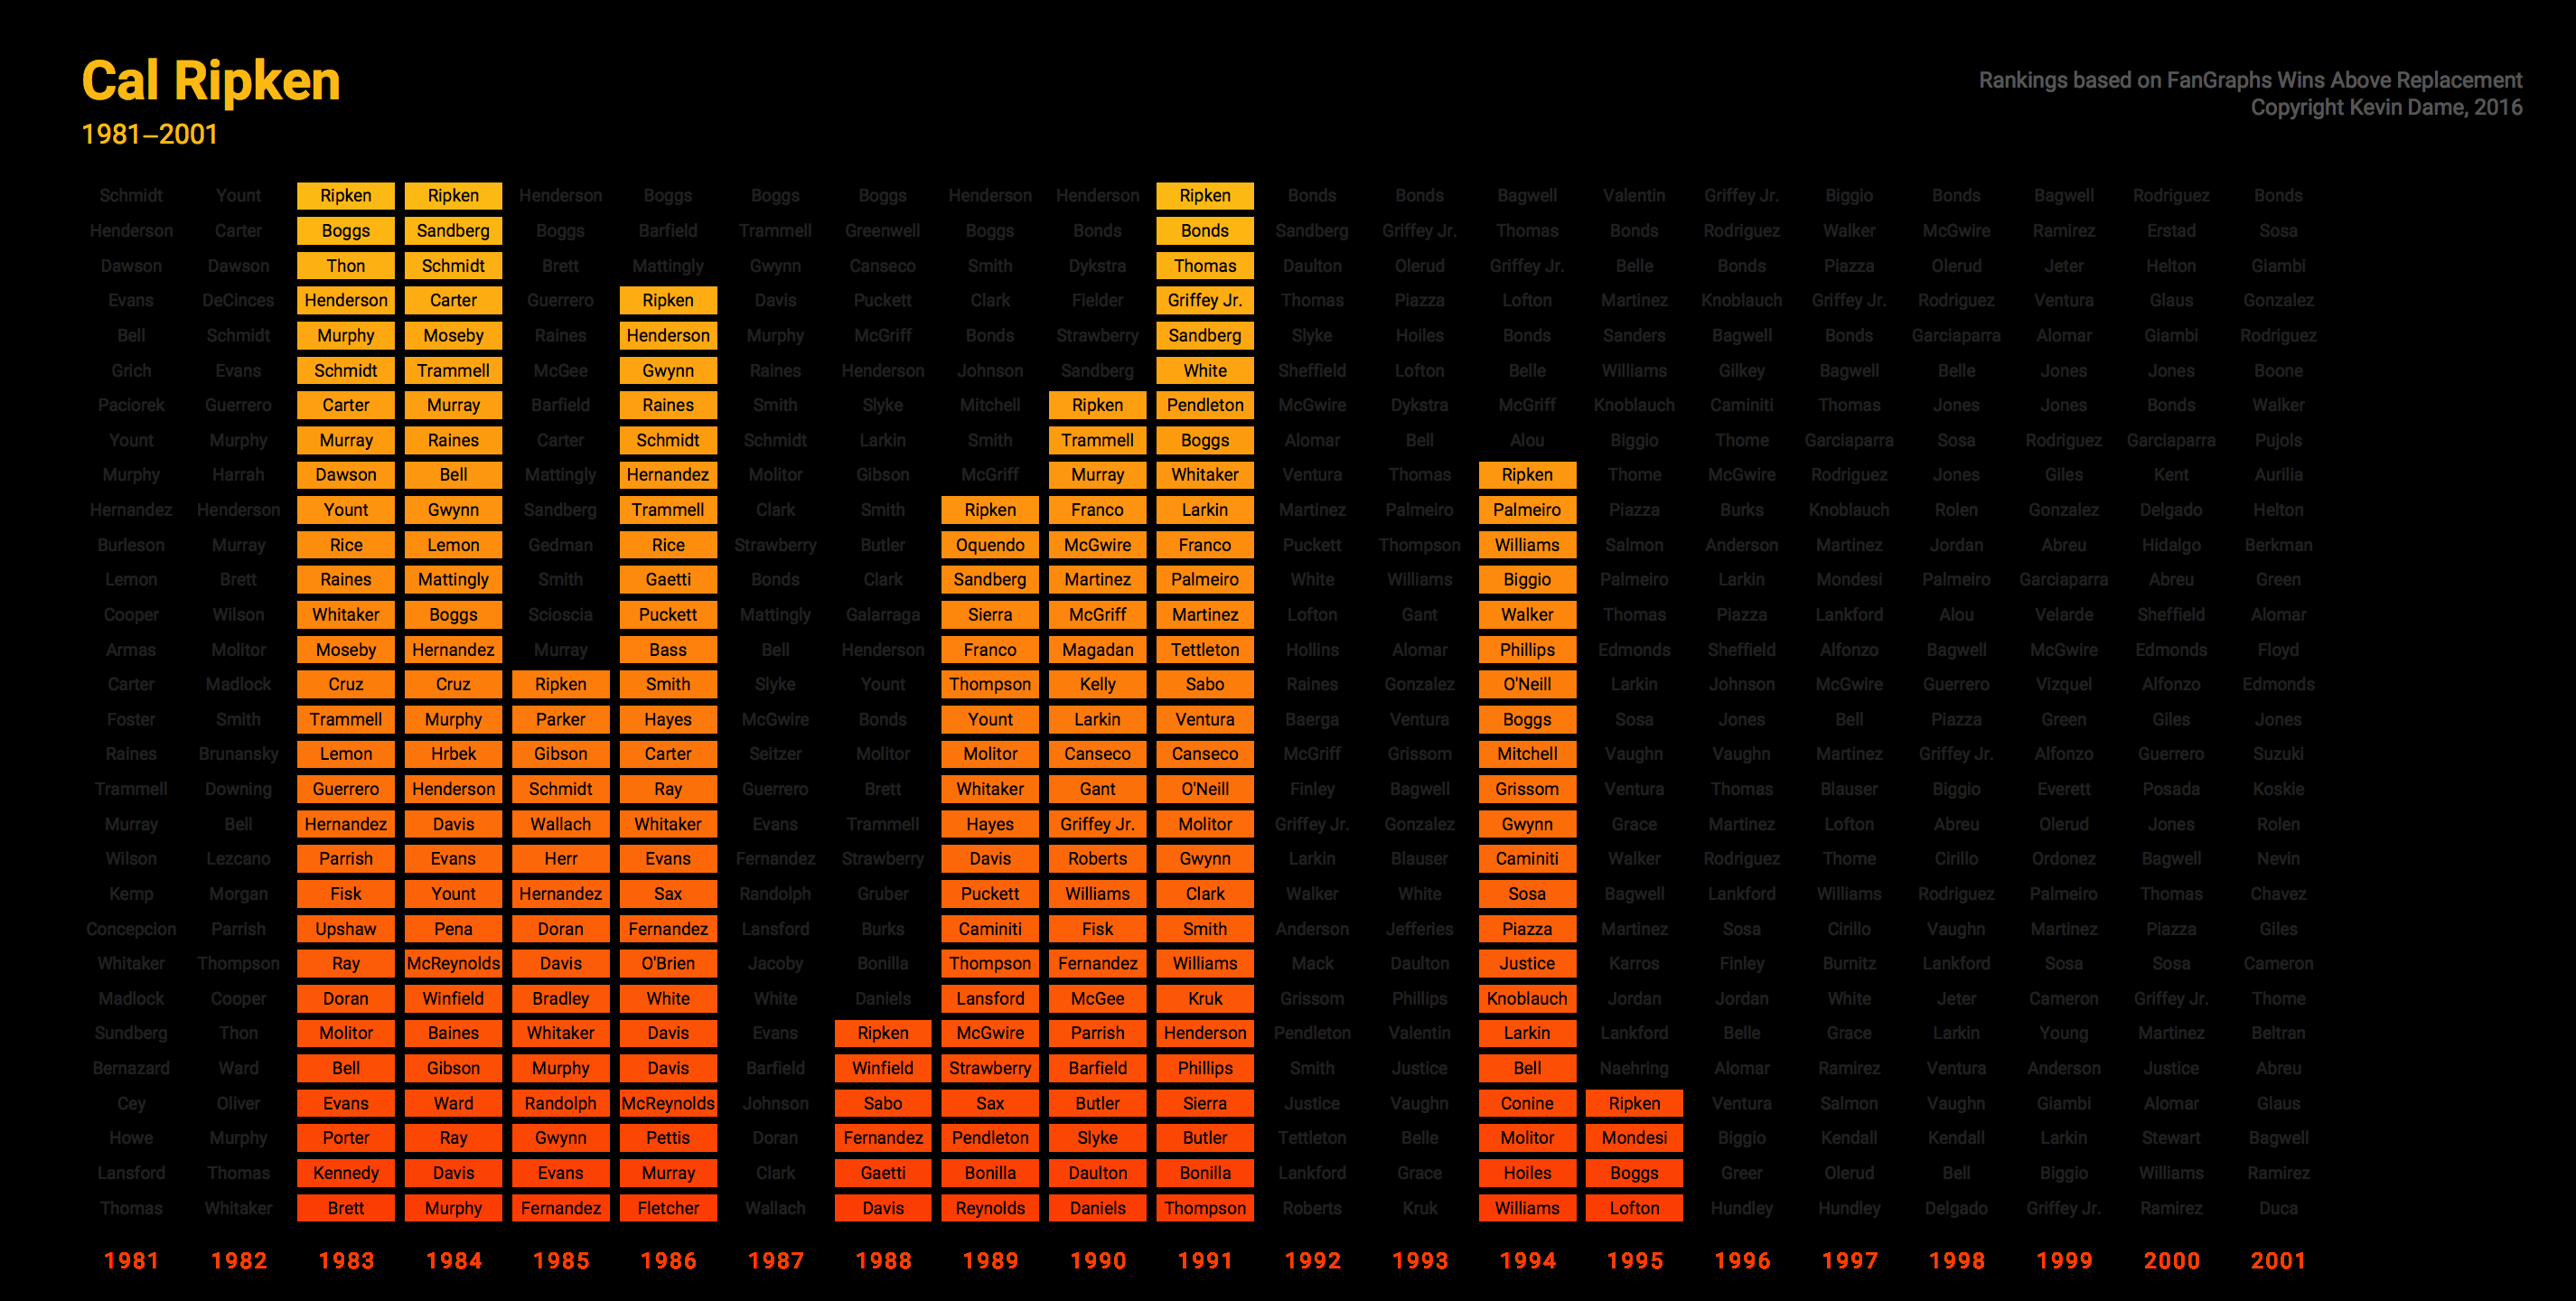 Cal Ripken
1981–2001
Rankings based on FanGraphs Wins Above Replacement
Copyright Kevin Dame, 2016
Schmidt Yount Ripken Ripken Henderson Boggs Boggs Boggs Henderson Henderson Ripken Bonds Bonds Bagwell Valentin Griffey Jr. Biggio Bonds Bagwell Rodriguez Bonds
Henderson Carter Boggs Sandberg Boggs Barfield Trammell Greenwell Boggs Bonds Bonds Sandberg Griffey Jr. Thomas Bonds Rodriguez Walker McGwire Ramirez Erstad Sosa
Dawson Dawson Thon Schmidt Brett Mattingly Gwynn Canseco Smith Dykstra Thomas Daulton Olerud Griffey Jr. Belle Bonds Piazza Olerud Jeter Helton Giambi
Evans DeCinces Henderson Carter Guerrero Ripken Davis Puckett Clark Fielder Griffey Jr. Thomas Piazza Lofton Martinez Knoblauch Griffey Jr. Rodriguez Ventura Glaus Gonzalez
Bell Schmidt Murphy Moseby Raines Henderson Murphy McGriff Bonds Strawberry Sandberg Slyke Hoiles Bonds Sanders Bagwell Bonds Garciaparra Alomar Giambi Rodriguez
Grich Evans Schmidt Trammell McGee Gwynn Raines Henderson Johnson Sandberg White Sheffield Lofton Belle Williams Gilkey Bagwell Belle Jones Jones Boone
Paciorek Guerrero Carter Murray Barfield Raines Smith Slyke Mitchell Ripken Pendleton McGwire Dykstra McGriff Knoblauch Caminiti Thomas Jones Jones Bonds Walker
Yount Murphy Murray Raines Carter Schmidt Schmidt Larkin Smith Trammell Boggs Alomar Bell Alou Biggio Thome Garciaparra Sosa Rodriguez Garciaparra Pujols
Murphy Harrah Dawson Bell Mattingly Hernandez Molitor Gibson McGriff Murray Whitaker Ventura Thomas Ripken Thome McGwire Rodriguez Jones Giles Kent Aurilia
Hernandez Henderson Yount Gwynn Sandberg Trammell Clark Smith Ripken Franco Larkin Martinez Palmeiro Palmeiro Piazza Burks Knoblauch Rolen Gonzalez Delgado Helton
Burleson Murray Rice Lemon Gedman Rice Strawberry Butler Oquendo McGwire Franco Puckett Thompson Williams Salmon Anderson Martinez Jordan Abreu Hidalgo Berkman
Lemon Brett Raines Mattingly Smith Gaetti Bonds Clark Sandberg Martinez Palmeiro White Williams Biggio Palmeiro Larkin Mondesi Palmeiro Garciaparra Abreu Green
Cooper Wilson Whitaker Boggs Scioscia Puckett Mattingly Galarraga Sierra McGriff Martinez Lofton Gant Walker Thomas Piazza Lankford Alou Velarde Sheffield Alomar
Armas Molitor Moseby Hernandez Murray Bass Bell Henderson Franco Magadan Tettleton Hollins Alomar Phillips Edmonds Sheffield Alfonzo Bagwell McGwire Edmonds Floyd
Carter Madlock Cruz Cruz Ripken Smith Slyke Yount Thompson Kelly Sabo Raines Gonzalez O'Neill Larkin Johnson McGwire Guerrero Vizquel Alfonzo Edmonds
Foster Smith Trammell Murphy Parker Hayes McGwire Bonds Yount Larkin Ventura Baerga Ventura Boggs Sosa Jones Bell Piazza Green Giles Jones
Raines Brunansky Lemon Hrbek Gibson Carter Seitzer Molitor Molitor Canseco Canseco McGriff Grissom Mitchell Vaughn Vaughn Martinez Griffey Jr. Alfonzo Guerrero Suzuki
Trammell Downing Guerrero Henderson Schmidt Ray Guerrero Brett Whitaker Gant O'Neill Finley Bagwell Grissom Ventura Thomas Blauser Biggio Everett Posada Koskie
Murray Bell Hernandez Davis Wallach Whitaker Evans Trammell Hayes Griffey Jr. Molitor Griffey Jr. Gonzalez Gwynn Grace Martinez Lofton Abreu Olerud Jones Rolen
Wilson Lezcano Parrish Evans Herr Evans Fernandez Strawberry Davis Roberts Gwynn Larkin Blauser Caminiti Walker Rodriguez Thome Cirillo Ordonez Bagwell Nevin
Kemp Morgan Fisk Yount Hernandez Sax Randolph Gruber Puckett Williams Clark Walker White Sosa Bagwell Lankford Williams Rodriguez Palmeiro Thomas Chavez
Concepcion Parrish Upshaw Pena Doran Fernandez Lansford Burks Caminiti Fisk Smith Anderson Jefferies Piazza Martinez Sosa Cirillo Vaughn Martinez Piazza Giles
Whitaker Thompson Ray McReynolds Davis O'Brien Jacoby Bonilla Thompson Fernandez Williams Mack Daulton Justice Karros Finley Burnitz Lankford Sosa Sosa Cameron
Madlock Cooper Doran Winfield Bradley White White Daniels Lansford McGee Kruk Grissom Phillips Knoblauch Jordan Jordan White Jeter Cameron Griffey Jr. Thome
Sundberg Thon Molitor Baines Whitaker Davis Evans Ripken McGwire Parrish Henderson Pendleton Valentin Larkin Lankford Belle Grace Larkin Young Martinez Beltran
Bernazard Ward Bell Gibson Murphy Davis Barfield Winfield Strawberry Barfield Phillips Smith Justice Bell Naehring Alomar Ramirez Ventura Anderson Justice Abreu
Cey Oliver Evans Ward Randolph McReynolds Johnson Sabo Sax Butler Sierra Justice Vaughn Conine Ripken Ventura Salmon Vaughn Giambi Alomar Glaus
Howe Murphy Porter Ray Gwynn Pettis Doran Fernandez Pendleton Slyke Butler Tettleton Belle Molitor Mondesi Biggio Kendall Kendall Larkin Stewart Bagwell
Lansford Thomas Kennedy Davis Evans Murray Clark Gaetti Bonilla Daulton Bonilla Lankford Grace Hoiles Boggs Greer Olerud Bell Biggio Williams Ramirez
Thomas Whitaker Brett Murphy Fernandez Fletcher Wallach Davis Reynolds Daniels Thompson Roberts Kruk Williams Lofton Hundley Hundley Delgado Griffey Jr. Ramirez Duca
1981 1982 1983 1984 1985 1986 1987 1988 1989 1990 1991 1992 1993 1994 1995 1996 1997 1998 1999 2000 2001